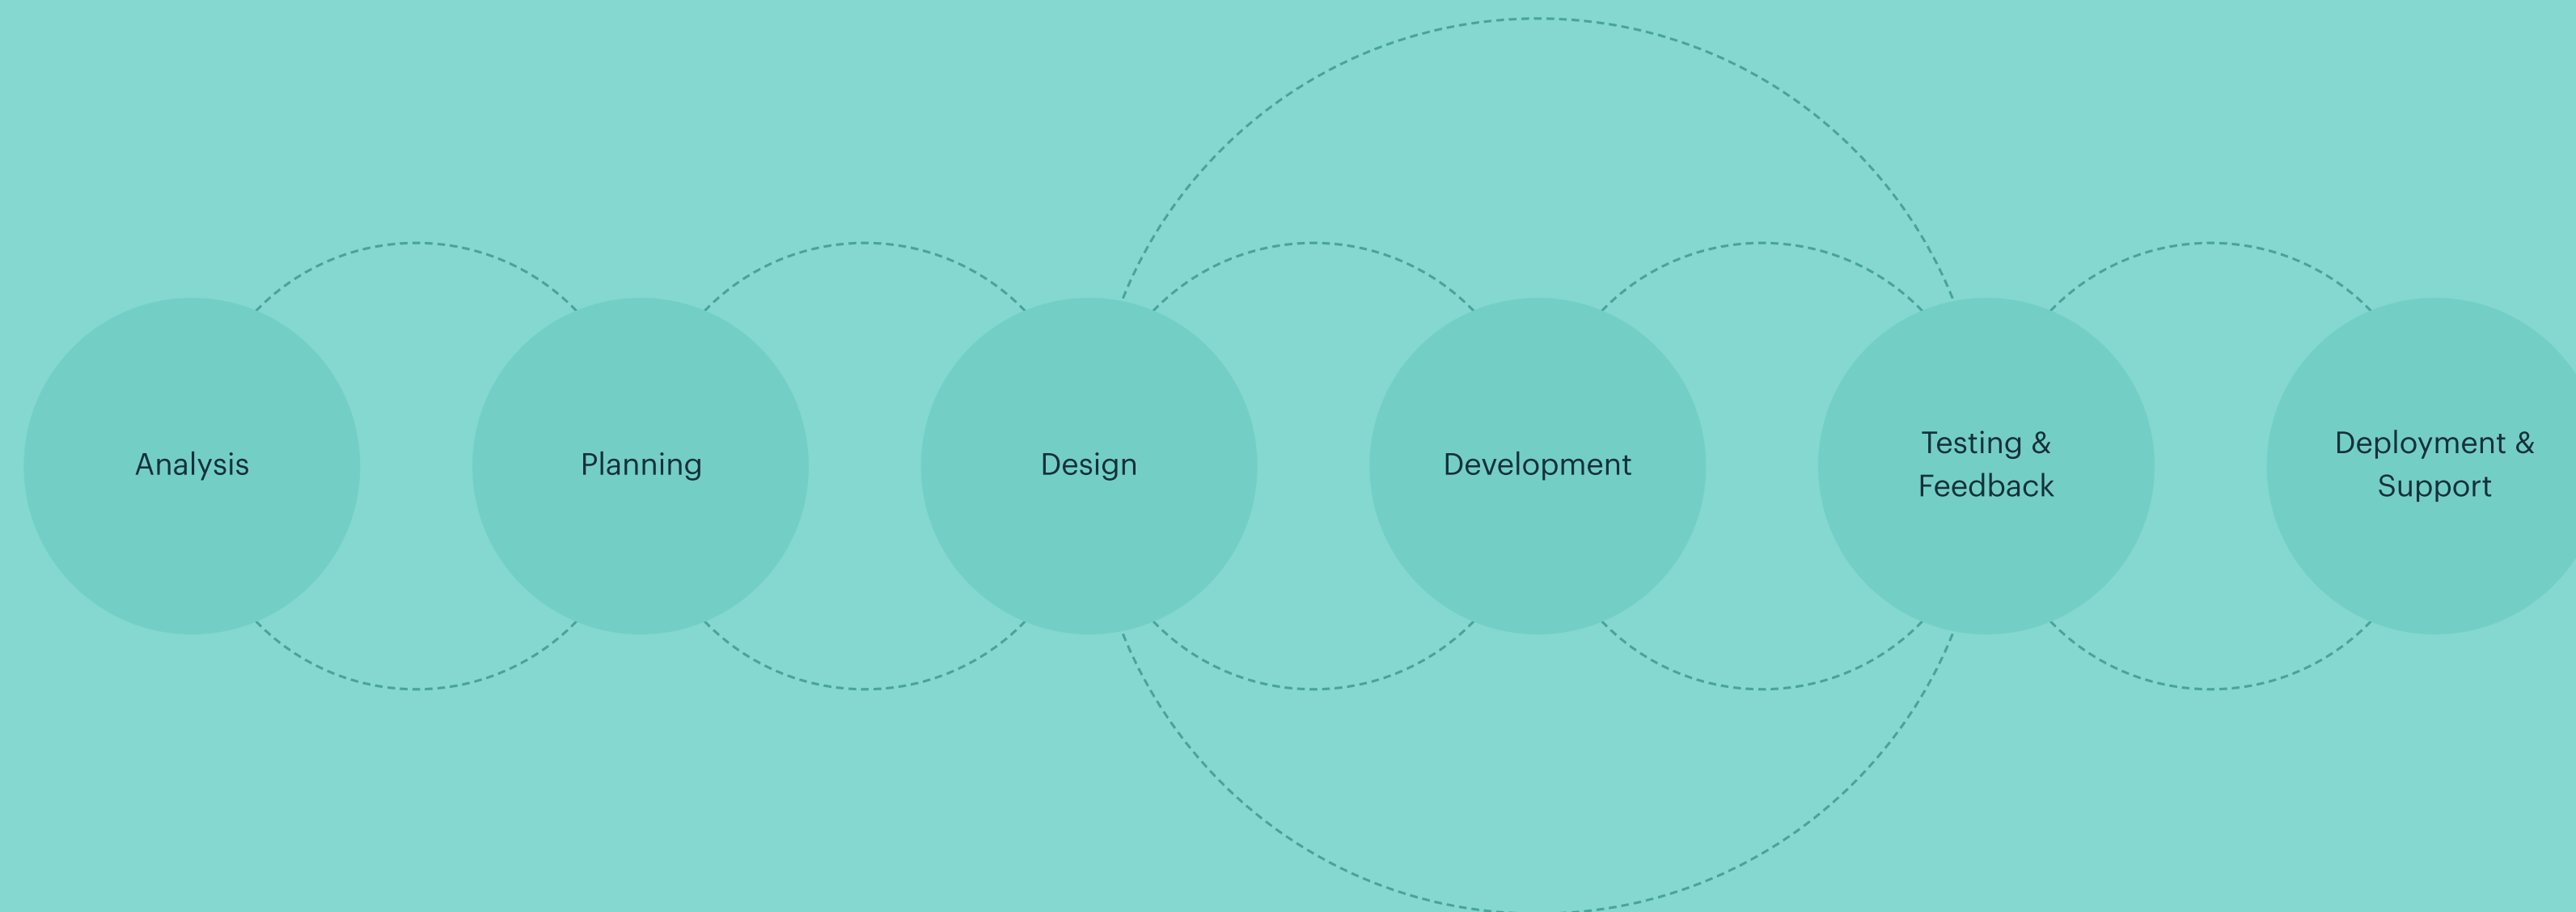 Analysis
Planning
Design
Development
Testing &
Feedback
Deployment &
Support